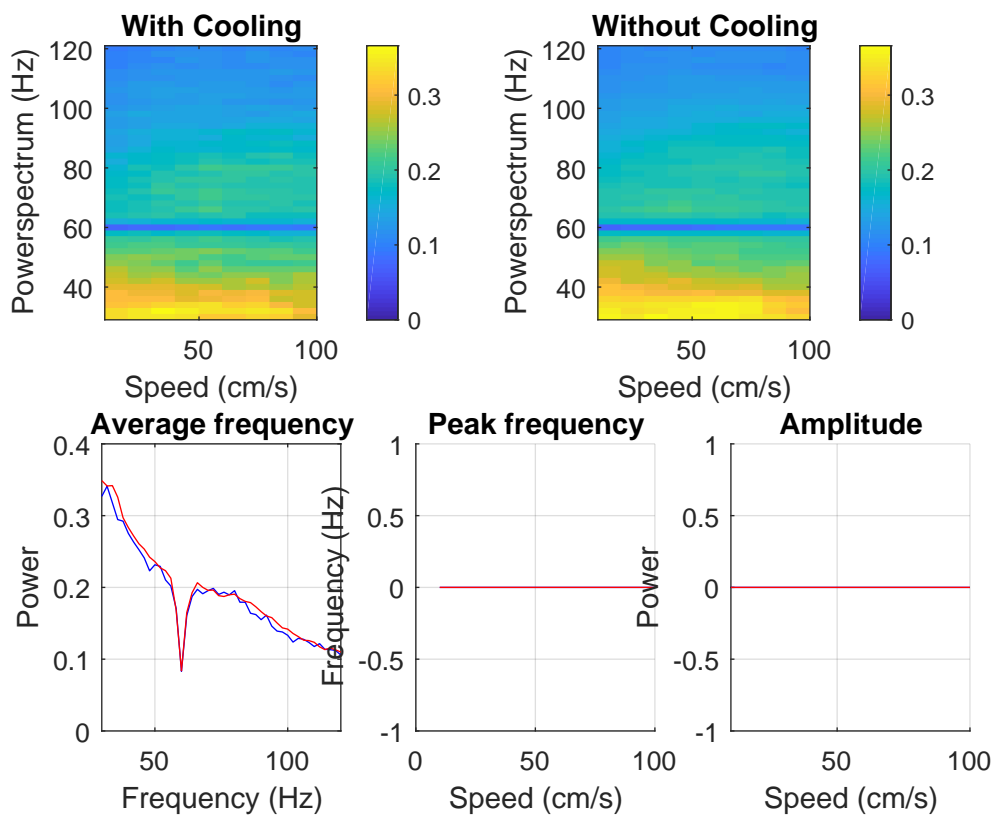 With Cooling
Powerspectrum (Hz)
120
100
80
60
40
50
100
Speed (cm/s)
0.3
0.2
0.1
0
Without Cooling
Powerspectrum (Hz)
120
100
80
60
40
50
100
Speed (cm/s)
0.3
0.2
0.1
0
Average frequency
Power
0.4
0.3
0.2
0.1
0
50
100
Frequency (Hz)
Peak frequency
Frequency (Hz)
1
0.5
0
-0.5
-1
0
50
100
Speed (cm/s)
Amplitude
Power
1
0.5
0
-0.5
-1
50
100
Speed (cm/s)